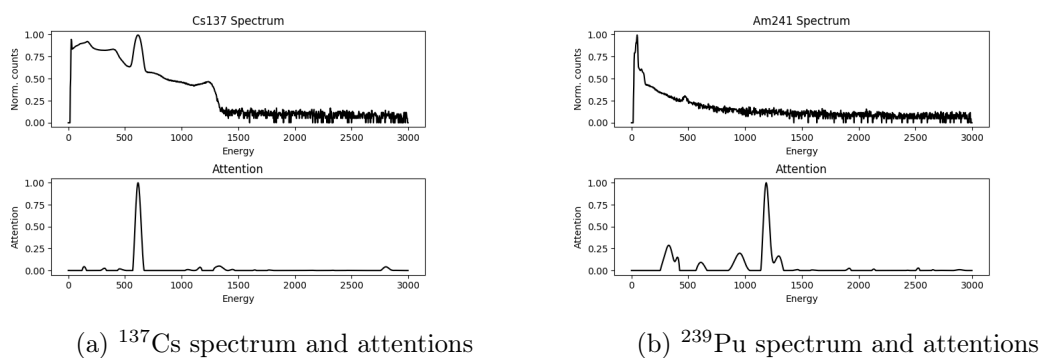 Cs137 Spectrum
1.00
0.75
0.50
0.25
0.00
Norm. counts
0 500 1000 1500 2000 2500 3000
Energy
Attention
1.00
0.75
0.50
0.25
0.00
Attention
0 500 1000 1500 2000 2500 3000
Energy
(a) ¹³⁷Cs spectrum and attentions
Am241 Spectrum
1.00
0.75
0.50
0.25
0.00
Norm. counts
0 500 1000 1500 2000 2500 3000
Energy
Attention
1.00
0.75
0.50
0.25
0.00
Attention
0 500 1000 1500 2000 2500 3000
Energy
(b) ²³⁹Pu spectrum and attentions